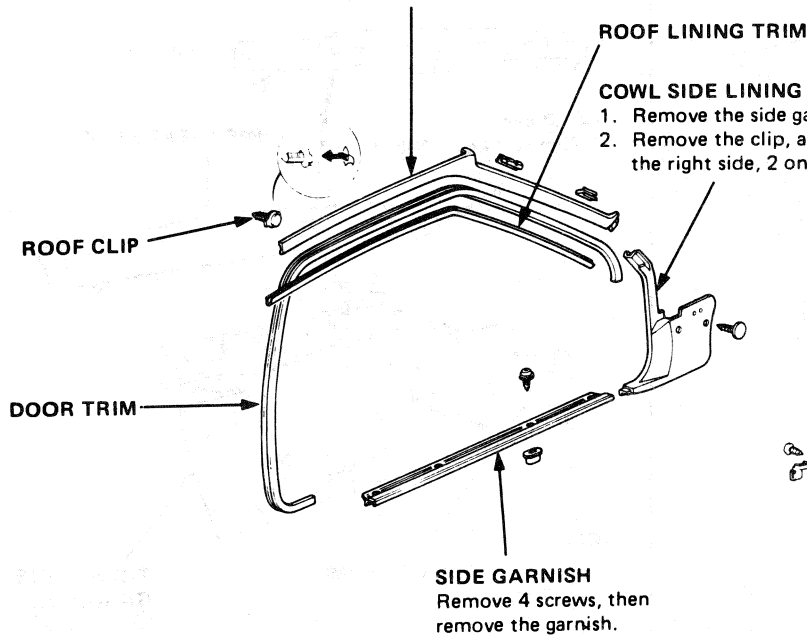 ROOF LINING TRIM
COWL SIDE LINING
1. Remove the side
2. Remove the clip,
the right side, 2 on
ROOF CLIP
DOOR TRIM
SIDE GARNISH
Remove 4 screws, then
remove the garnish.